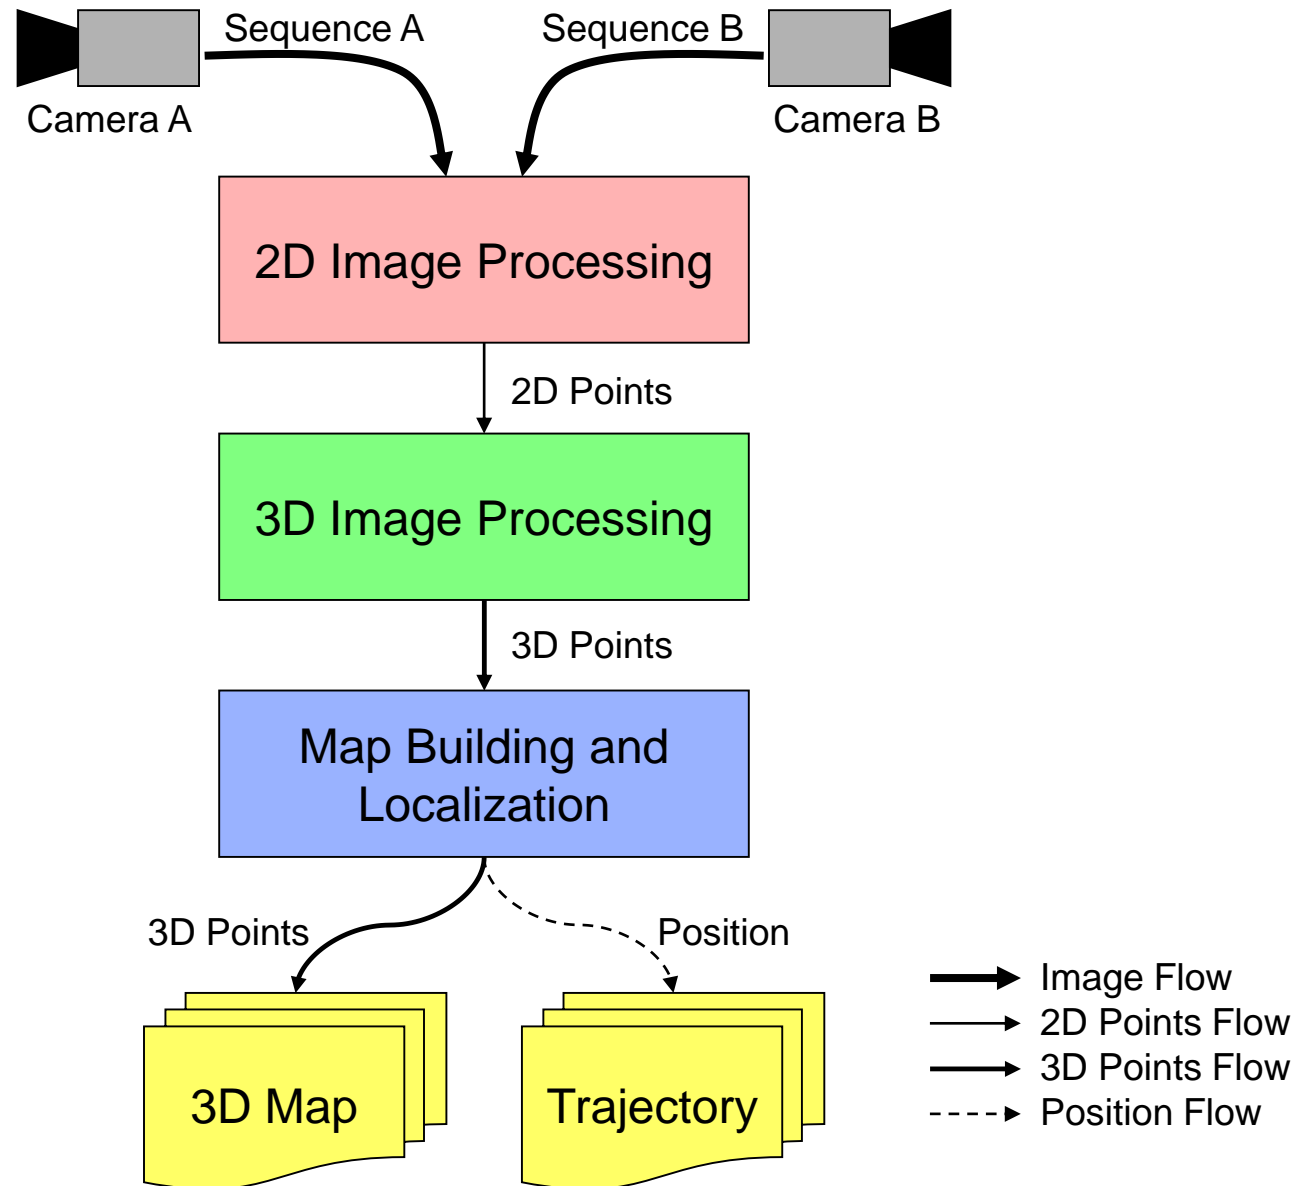 Sequence A
Sequence B
Camera A
Camera B
2D Image Processing
2D Points
3D Image Processing
3D Points
Map Building and
Localization
3D Points
Position
3D Map
Trajectory
Image Flow
2D Points Flow
3D Points Flow
Position Flow